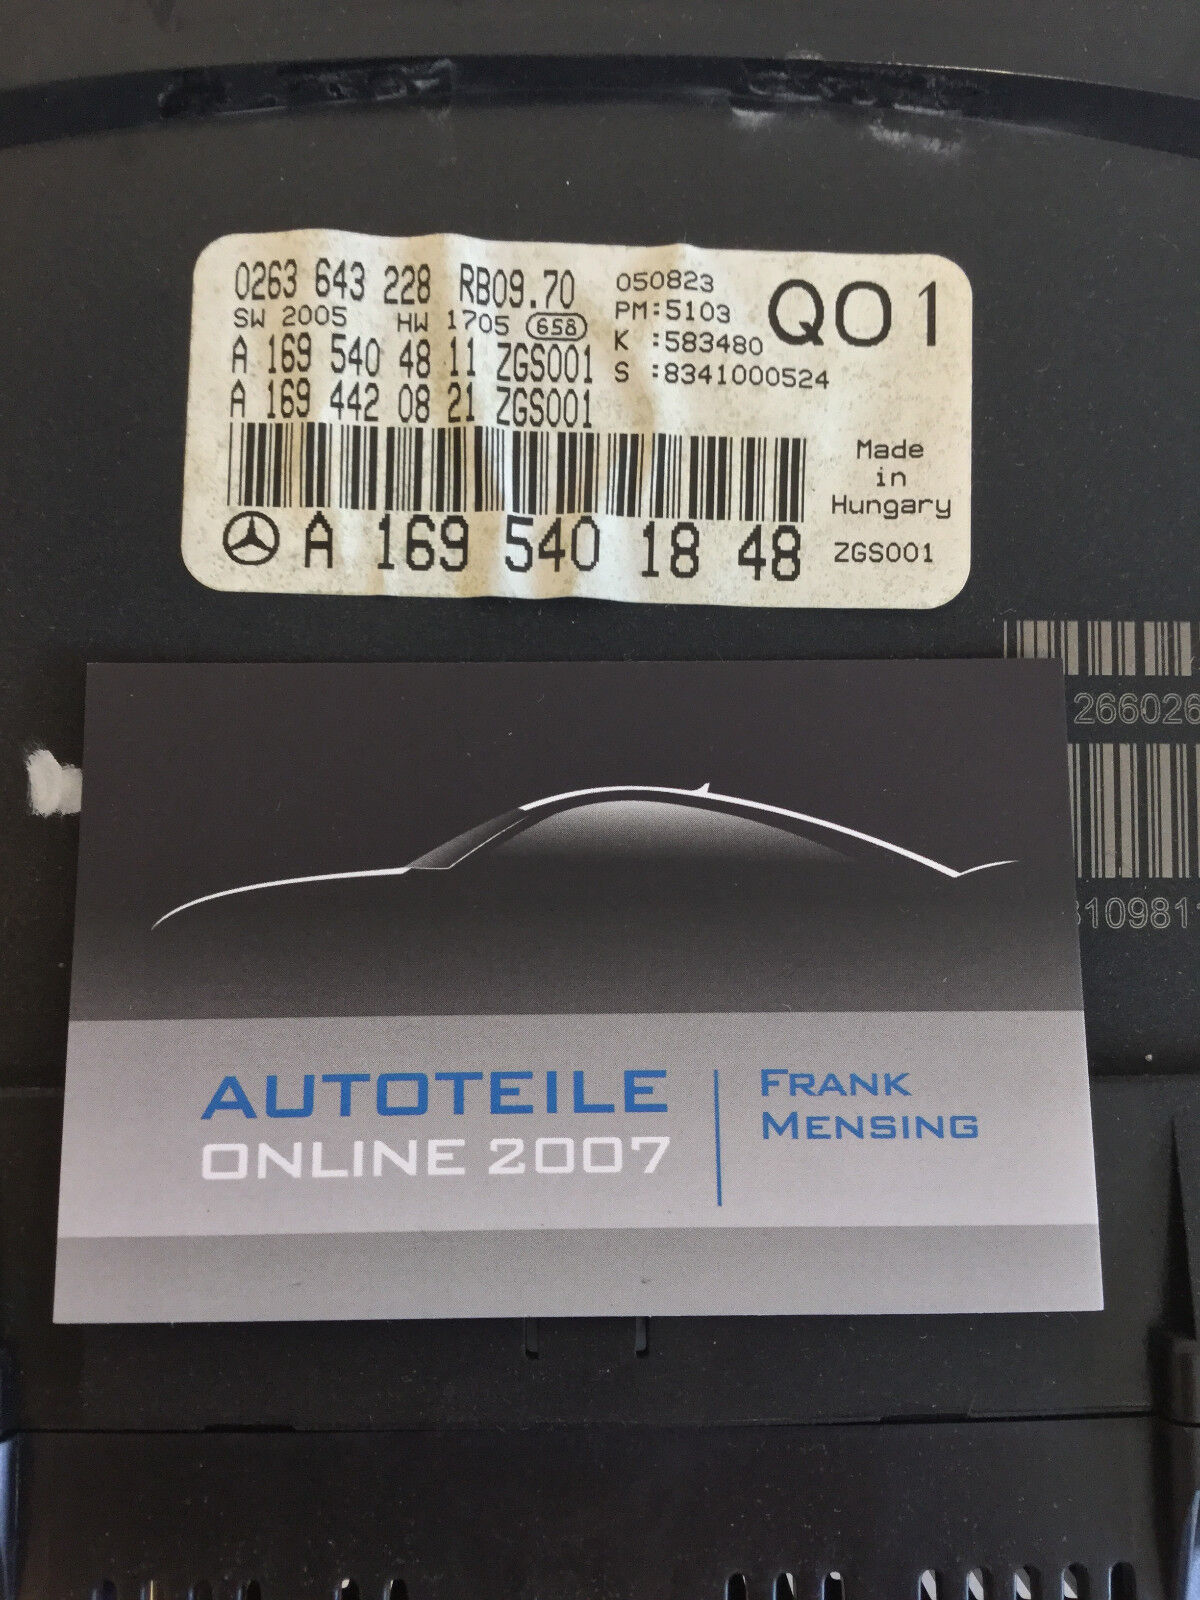 0263 643 228 RB09.70
SW 2005 HW 1705 658
A 169 540 48 11 ZGS001
A 169 442 08 21 ZGS001
050823
PM:5103
K :583480
S :8341000524
Q01
Made
in
Hungary
A 169 540 18 48
ZGS001
266026
10981
AUTOTEILE
ONLINE 2007
FRANK
MENSING